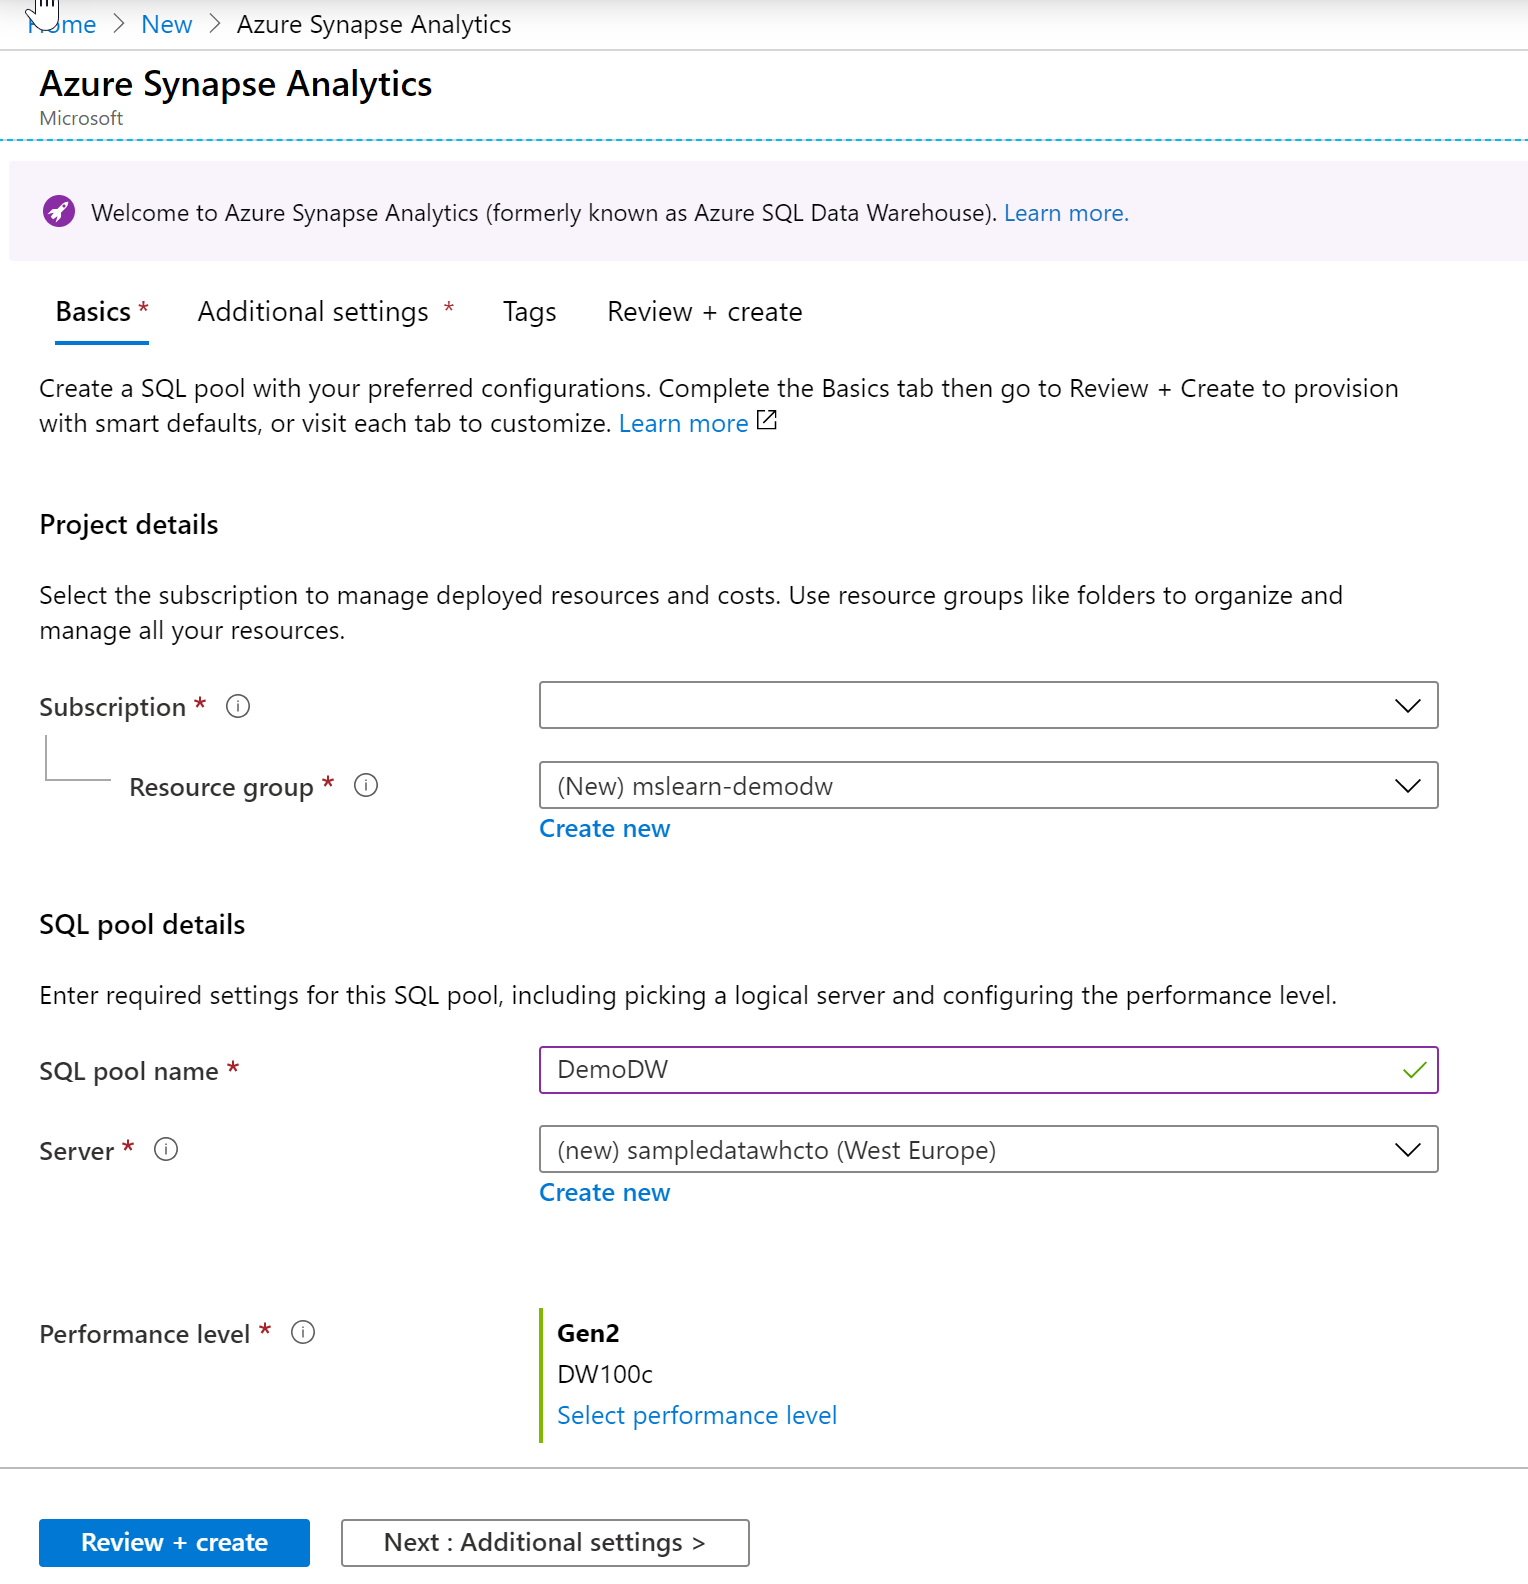 Home > New > Azure Synapse Analytics
Azure Synapse Analytics
Microsoft
Welcome to Azure Synapse Analytics (formerly known as Azure SQL Data Warehouse). Learn more.
Basics * Additional settings * Tags Review + create
Create a SQL pool with your preferred configurations. Complete the Basics tab then go to Review + Create to provision
with smart defaults, or visit each tab to customize. Learn more
Project details
Select the subscription to manage deployed resources and costs. Use resource groups like folders to organize and
manage all your resources.
Subscription *
Resource group * (New) mslearn-demodw
Create new
SQL pool details
Enter required settings for this SQL pool, including picking a logical server and configuring the performance level.
SQL pool name * DemoDW
Server * (new) sampledatawhcto (West Europe)
Create new
Performance level * Gen2
DW100c
Select performance level
Review + create Next : Additional settings >